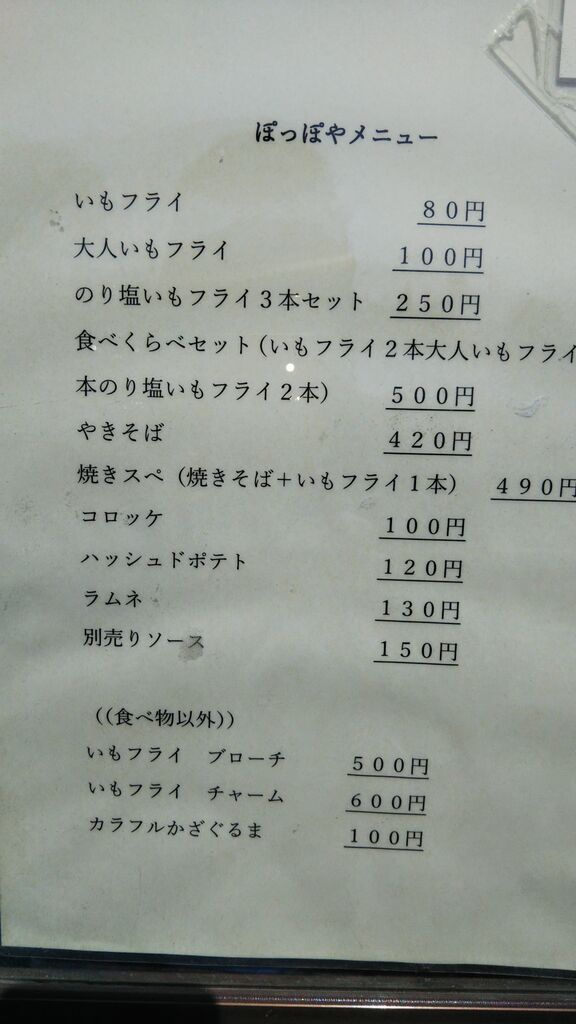 ぽっぽやメニュー
いもフライ ８０円
大人いもフライ １００円
のり塩いもフライ３本セット ２５０円
食べくらべセット（いもフライ２本大人いもフライ
本のり塩いもフライ２本） ５００円
やきそば ４２０円
焼きスペ（焼きそば＋いもフライ１本） ４９０円
コロッケ １００円
ハッシュドポテト １２０円
ラムネ １３０円
別売りソース １５０円
（（食べ物以外））
いもフライ　ブローチ ５００円
いもフライ　チャーム ６００円
カラフルかざぐるま １００円